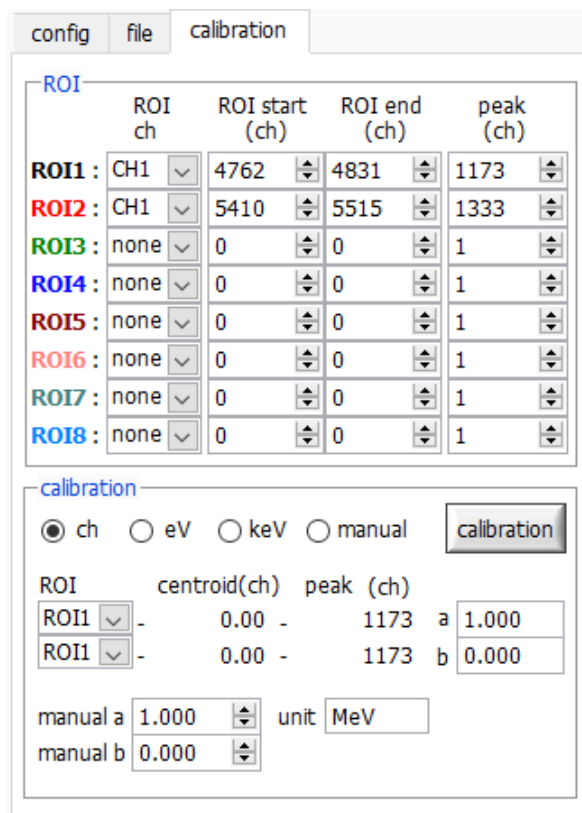 config file calibration
ROI
ROI ch ROI start (ch) ROI end (ch) peak (ch)
ROI1 : CH1 4762 4831 1173
ROI2 : CH1 5410 5515 1333
ROI3 : none 0 0 1
ROI4 : none 0 0 1
ROI5 : none 0 0 1
ROI6 : none 0 0 1
ROI7 : none 0 0 1
ROI8 : none 0 0 1
calibration
ch eV keV manual calibration
ROI centroid(ch) peak (ch)
ROI1 - 0.00 - 1173 a 1.000
ROI1 - 0.00 - 1173 b 0.000
manual a 1.000 unit MeV
manual b 0.000